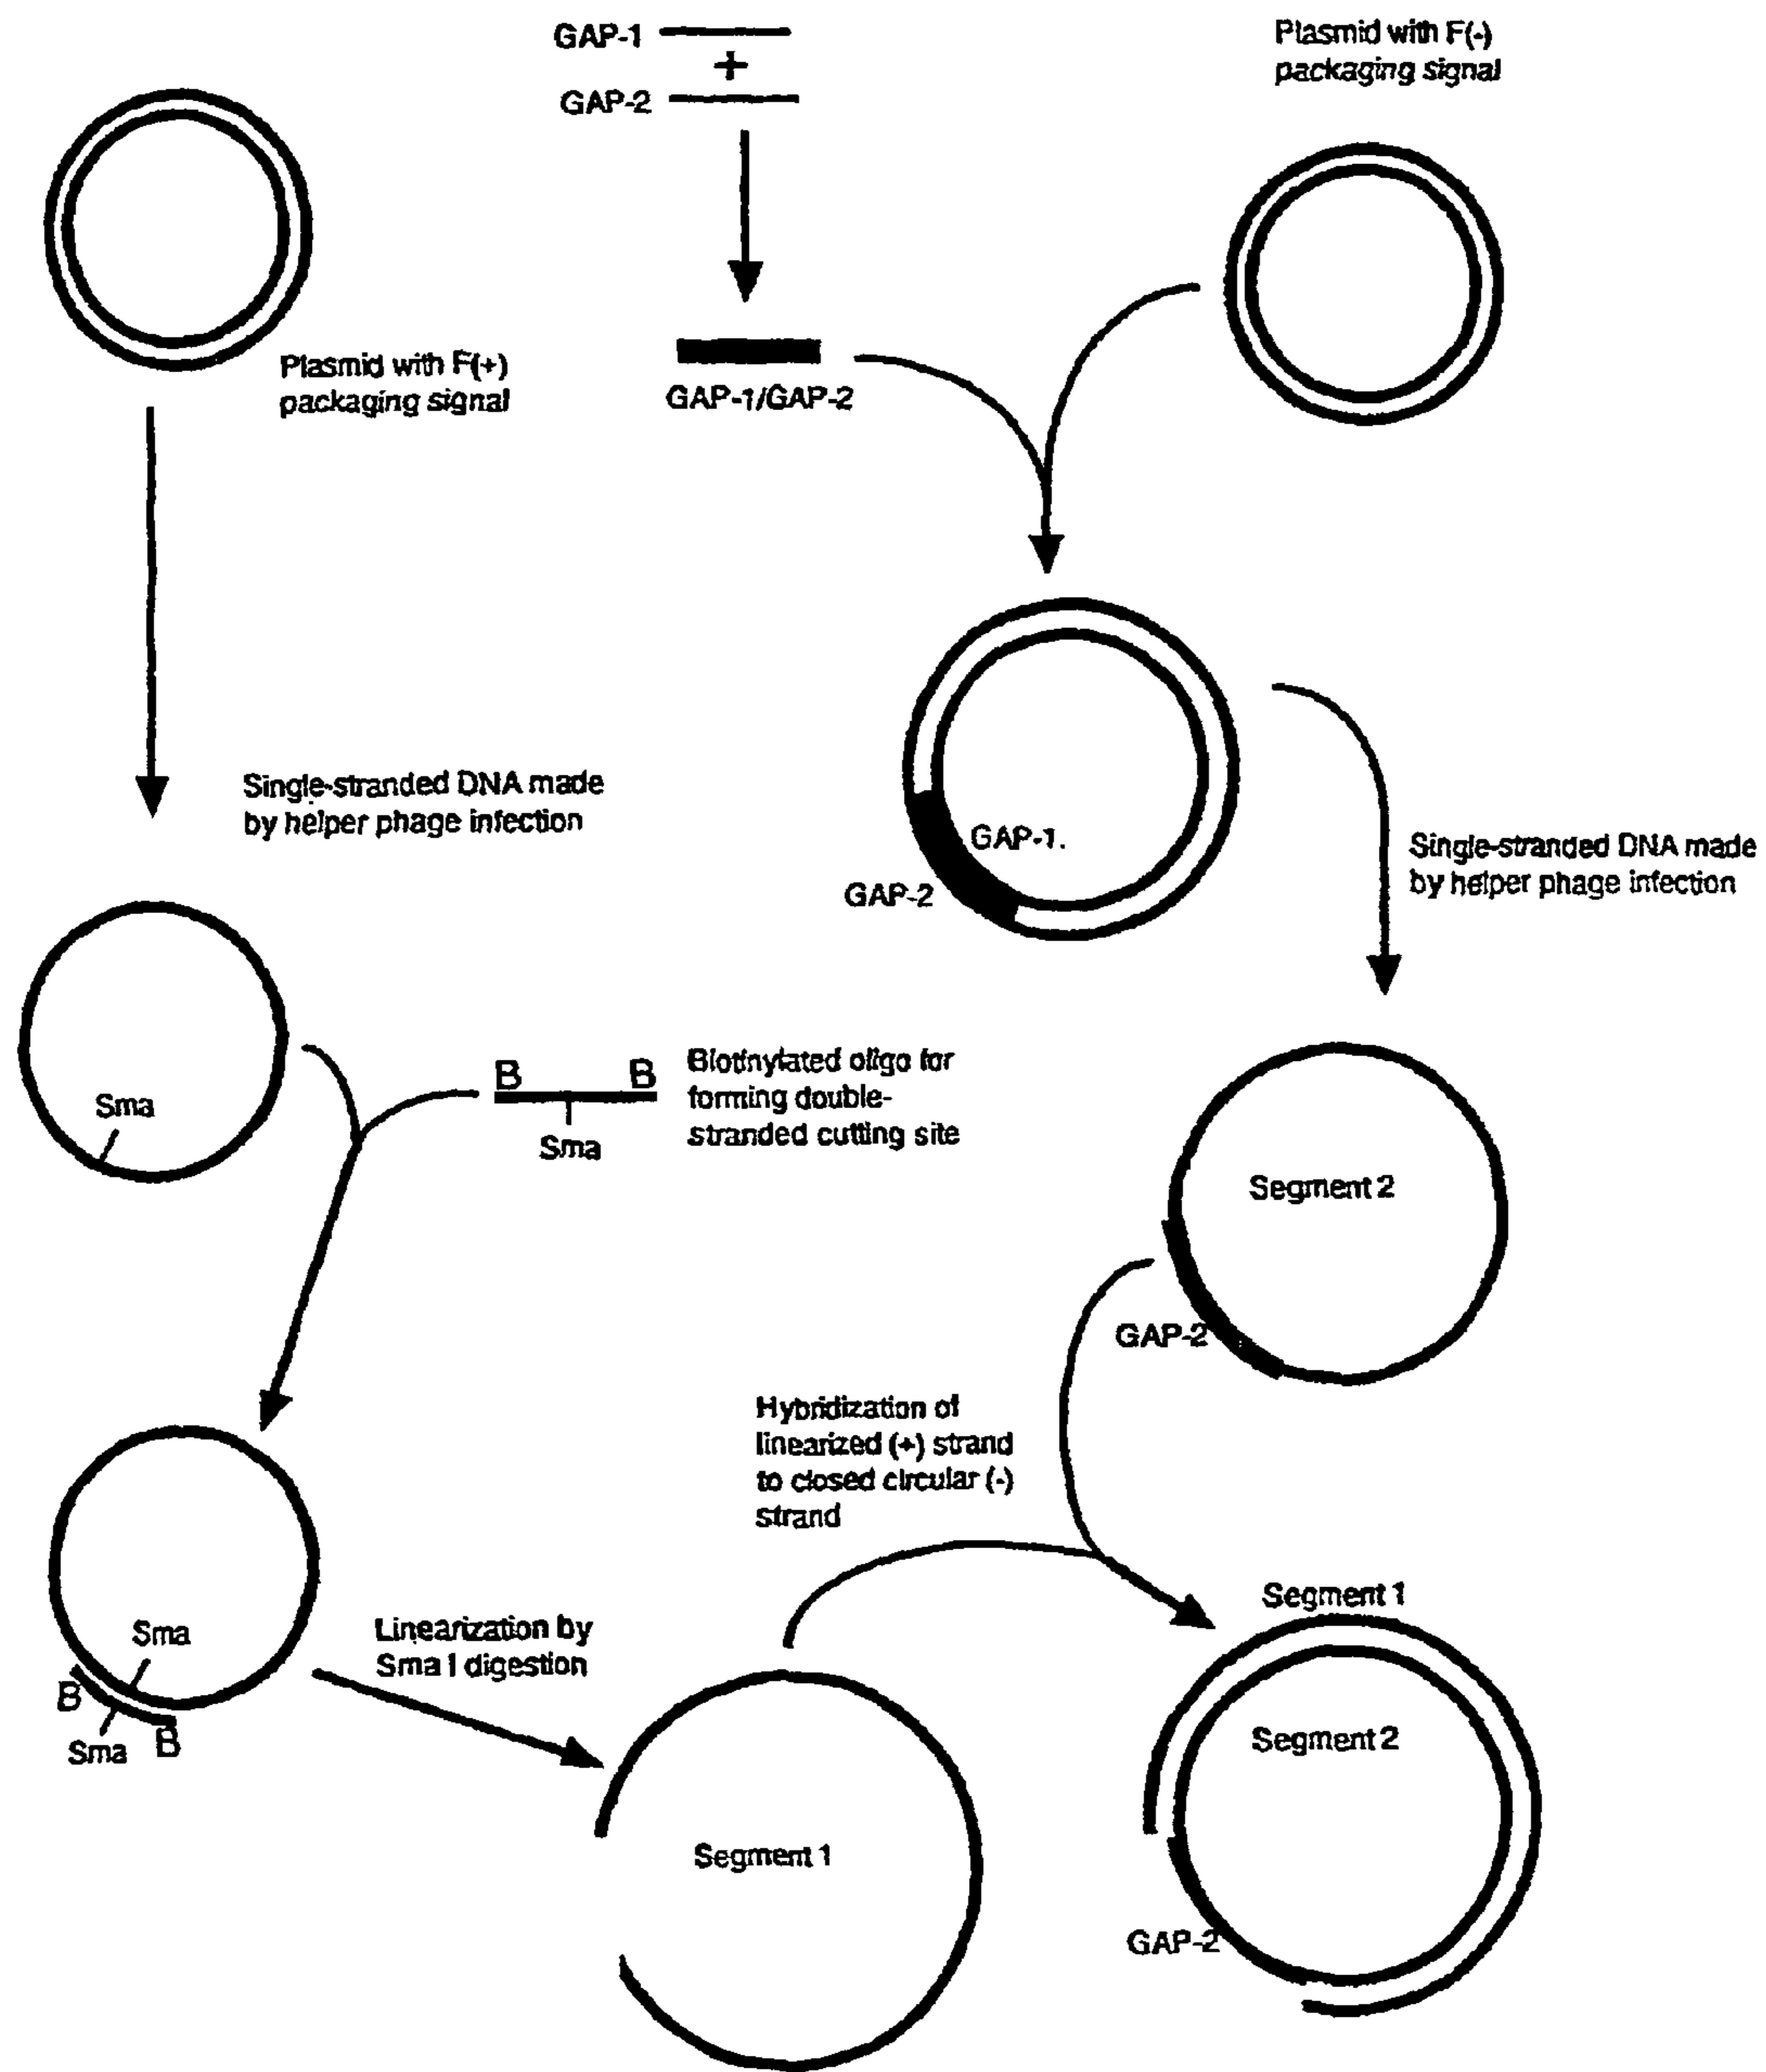 GAP-1
+
GAP-2
Plasmid with F(-)
packaging signal
Plasmid with F(+)
packaging signal
GAP-1/GAP-2
Single-stranded DNA made
by helper phage infection
GAP-1.
GAP-2
Single-stranded DNA made
by helper phage infection
Sma
B B
Sma
Biotinylated oligo for
forming double-
stranded cutting site
Segment 2
GAP-2
Hybridization of
linearized (+) strand
to closed circular (-)
strand
Sma
B
Sma B
Linearization by
Sma I digestion
Segment 1
Segment 1
Segment 2
GAP-2